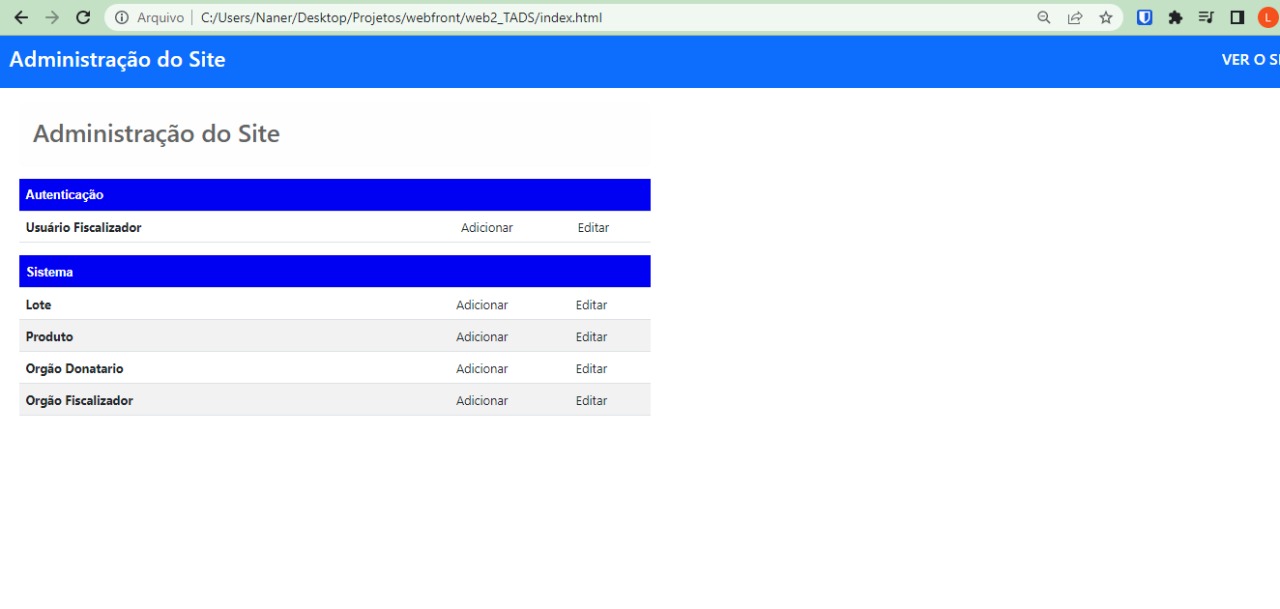 Arquivo | C:/Users/Naner/Desktop/Projetos/webfront/web2_TADS/index.html L
Administração do Site VER O SI
Administração do Site
Autenticação
Usuário Fiscalizador Adicionar Editar
Sistema
Lote Adicionar Editar
Produto Adicionar Editar
Orgão Donatario Adicionar Editar
Orgão Fiscalizador Adicionar Editar